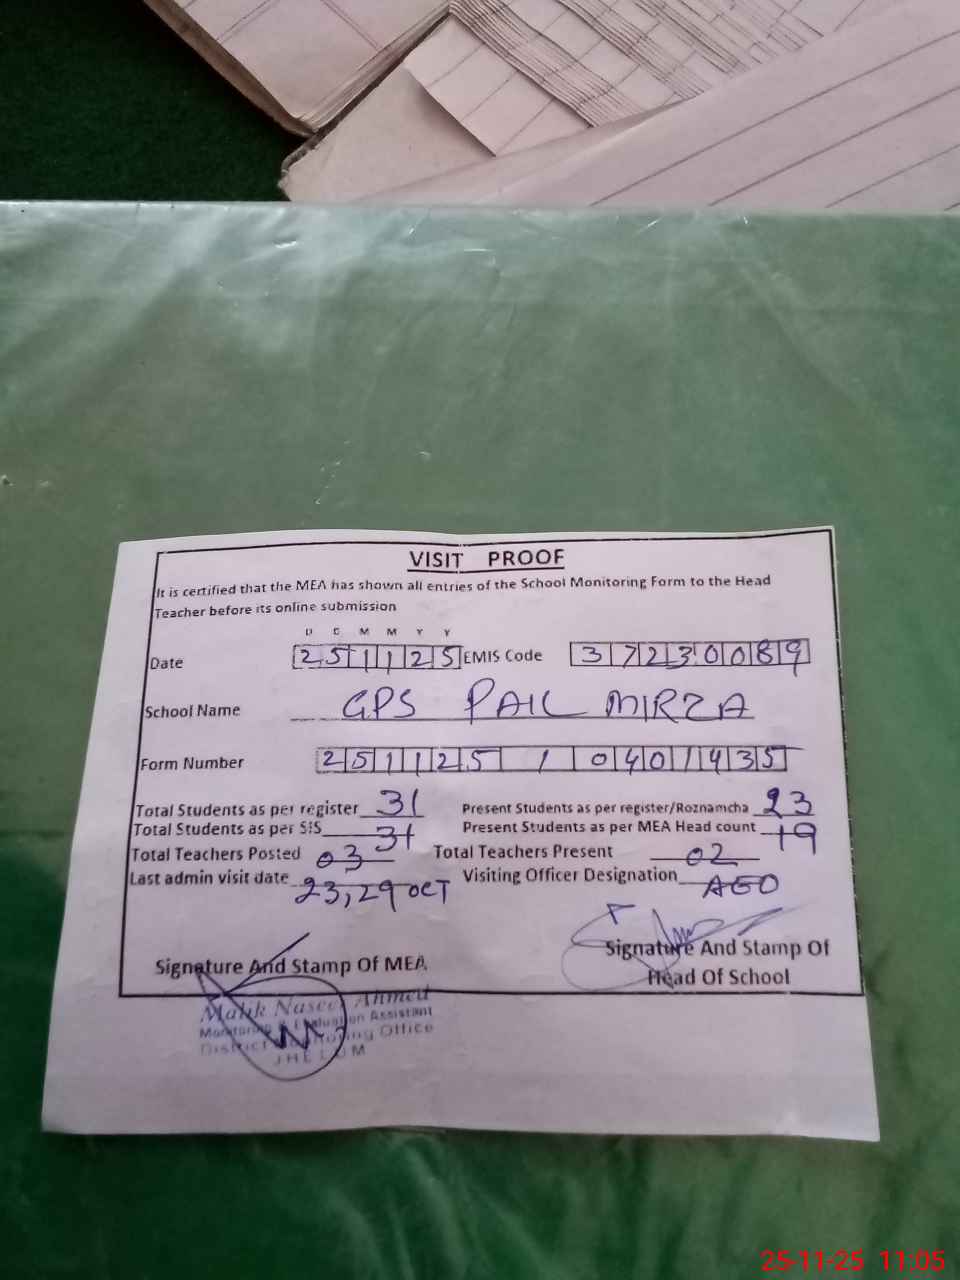 VISIT PROOF
It is certified that the MEA has shown all entries of the School Monitoring Form to the Head
Teacher before its online submission
D D M M Y Y
Date 251125 EMIS Code 37230089
School Name GPS PAIL MIRZA
Form Number 251125 1 0401435
Total Students as per register 31 Present Students as per register/Roznamcha 23
Total Students as per SIS 31 Present Students as per MEA Head count 19
Total Teachers Posted 03 Total Teachers Present 02
Last admin visit date 23,29 OCT Visiting Officer Designation AEO
Signature And Stamp Of MEA Signature And Stamp Of
Head Of School
Malik Naseer Ahmed
Monitoring & Evaluation Assistant
District Monitoring Office
JHELUM
25-11-25 11:05